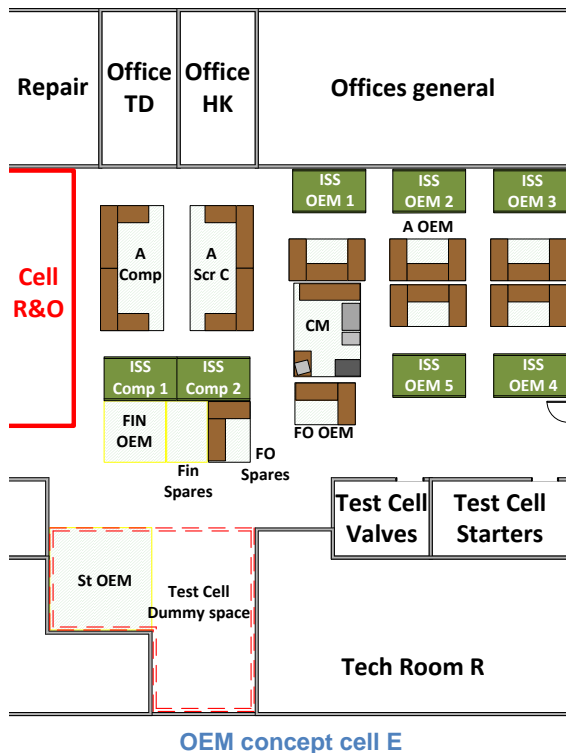 Repair
Office
TD
Office
HK
Offices general
ISS
OEM 1
ISS
OEM 2
ISS
OEM 3
A OEM
A
Comp
A
Scr C
Cell
R&O
CM
ISS
Comp 1
ISS
Comp 2
ISS
OEM 5
ISS
OEM 4
FIN
OEM
FO OEM
Fin
Spares
FO
Spares
Test Cell
Valves
Test Cell
Starters
St OEM
Test Cell
Dummy space
Tech Room R
OEM concept cell E